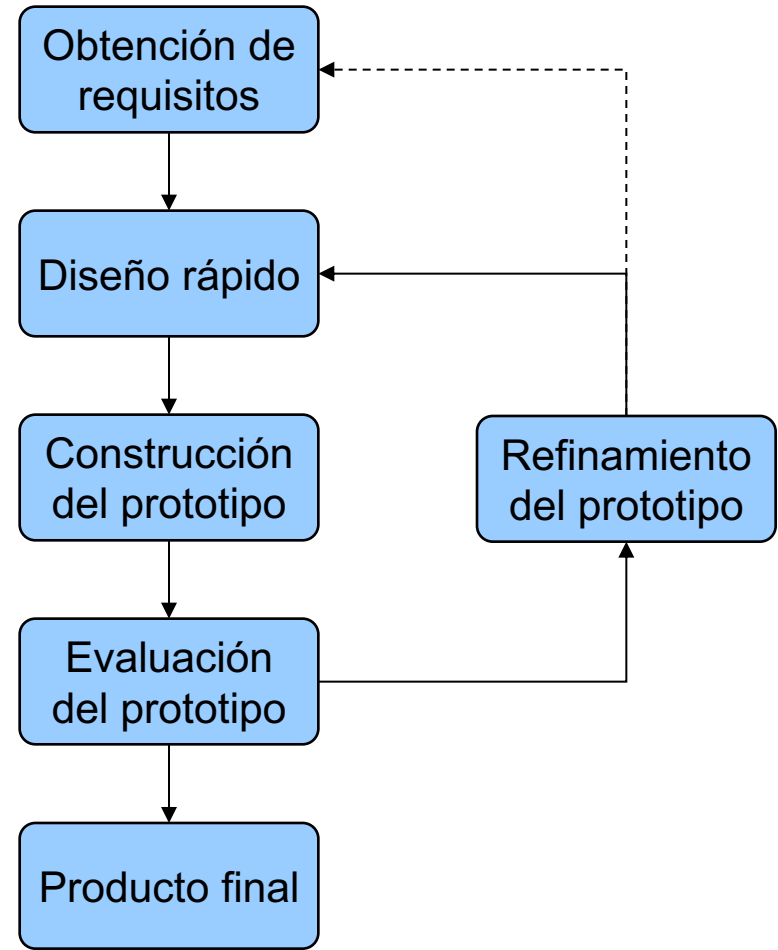 Obtención de
requisitos
Diseño rápido
Construcción
del prototipo
Refinamiento
del prototipo
Evaluación
del prototipo
Producto final